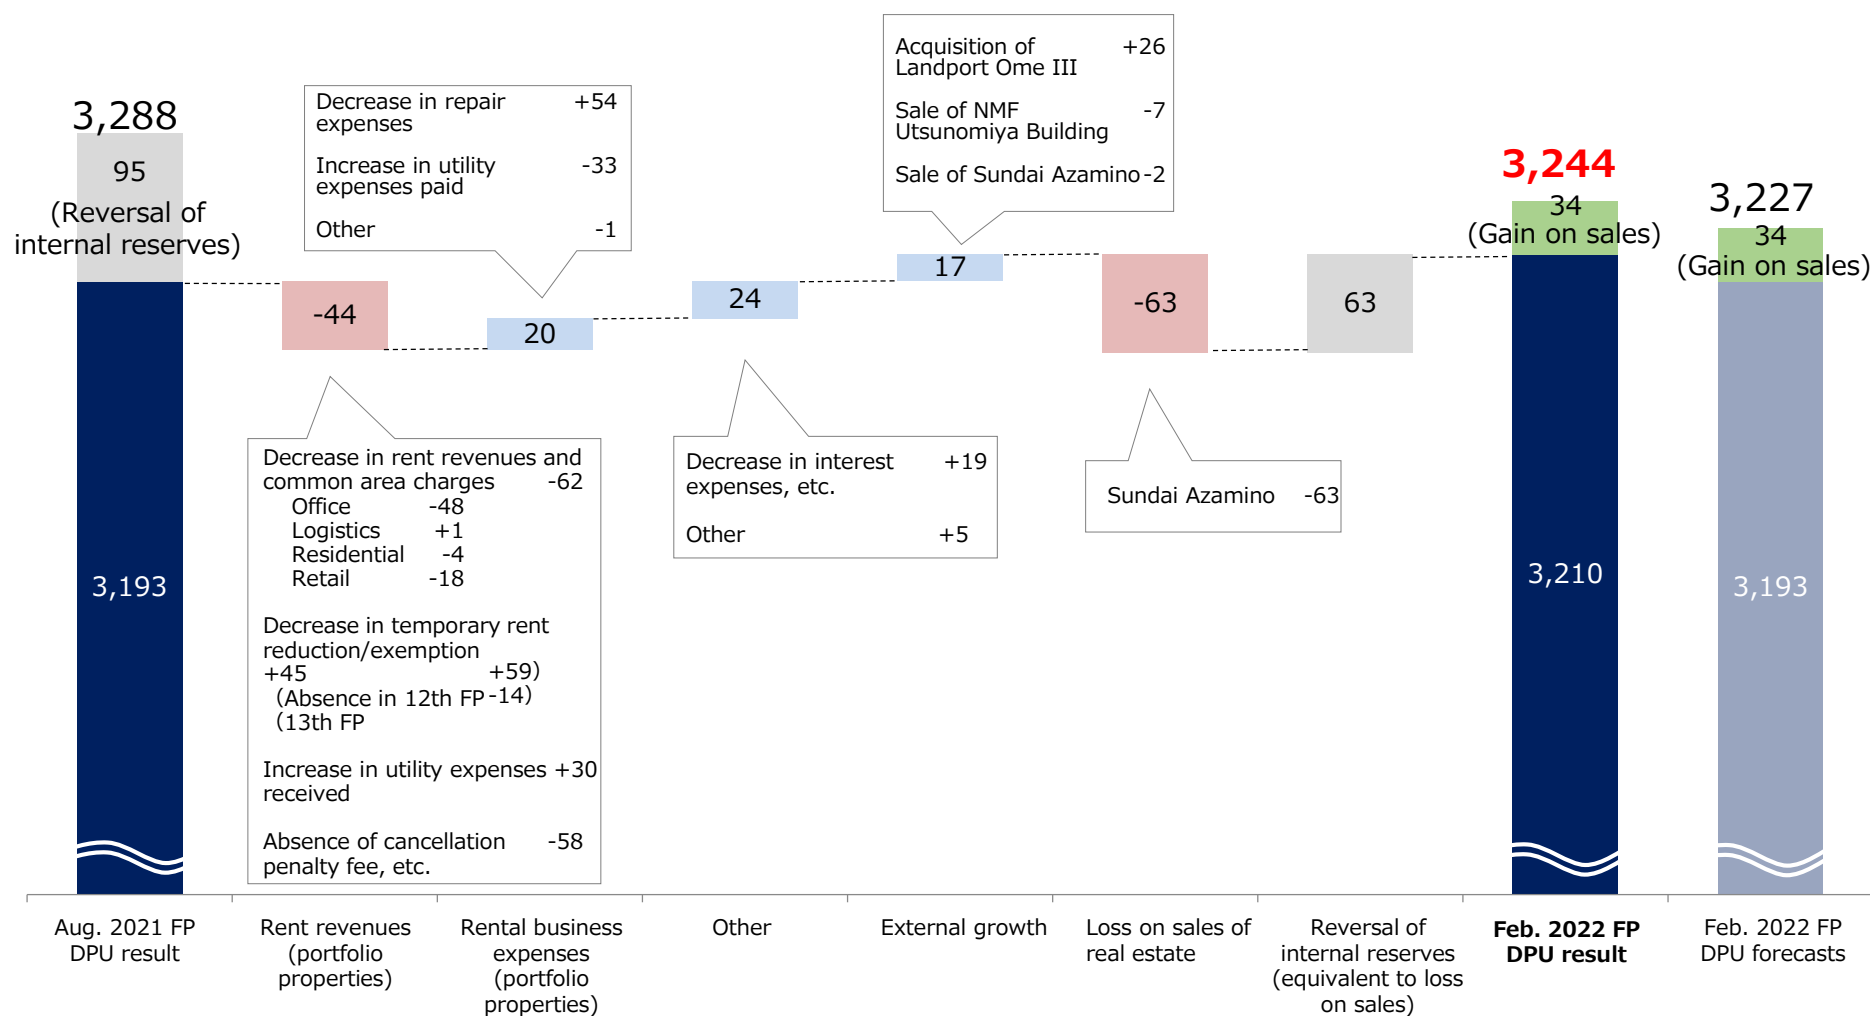 3,288
95
(Reversal of
internal reserves)
3,193
-44
Decrease in rent revenues and
common area charges -62
Office -48
Logistics +1
Residential -4
Retail -18
Decrease in temporary rent
reduction/exemption
+45 +59)
(Absence in 12th FP -14)
(13th FP
Increase in utility expenses +30
received
Absence of cancellation -58
penalty fee, etc.
Decrease in repair +54
expenses
Increase in utility -33
expenses paid
Other -1
20
24
Decrease in interest +19
expenses, etc.
Other +5
Acquisition of +26
Landport Ome III
Sale of NMF -7
Utsunomiya Building
Sale of Sundai Azamino -2
17
-63
Sundai Azamino -63
63
3,244
34
(Gain on sales)
3,210
3,227
34
(Gain on sales)
3,193
Aug. 2021 FP
DPU result
Rent revenues
(portfolio
properties)
Rental business
expenses
(portfolio
properties)
Other
External growth
Loss on sales of
real estate
Reversal of
internal reserves
(equivalent to loss
on sales)
Feb. 2022 FP
DPU result
Feb. 2022 FP
DPU forecasts